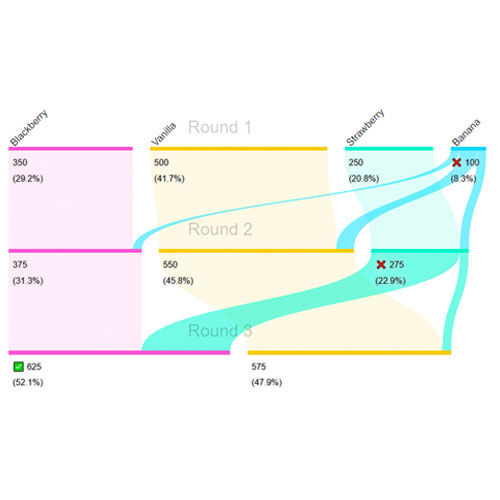 Blackberry
Vanilla
Strawberry
Banana
Round 1
350
(29.2%)
500
(41.7%)
250
(20.8%)
100
(8.3%)
Round 2
375
(31.3%)
550
(45.8%)
275
(22.9%)
Round 3
625
(52.1%)
575
(47.9%)